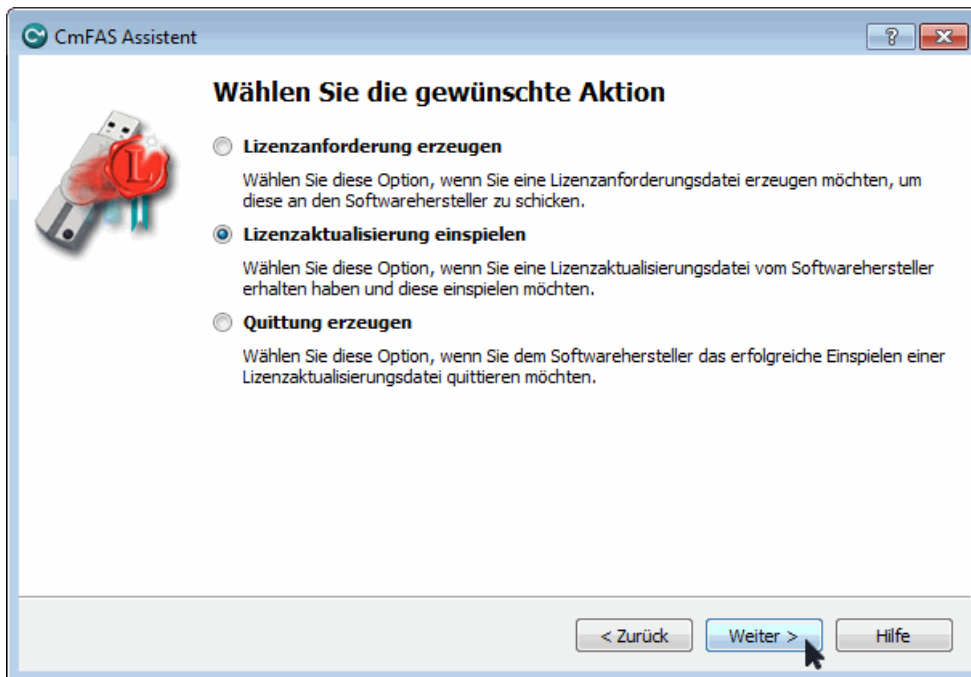 CmFAS Assistent
Wählen Sie die gewünschte Aktion
Lizenzanforderung erzeugen
Wählen Sie diese Option, wenn Sie eine Lizenzanforderungsdatei erzeugen möchten, um
diese an den Softwarehersteller zu schicken.
Lizenzaktualisierung einspielen
Wählen Sie diese Option, wenn Sie eine Lizenzaktualisierungsdatei vom Softwarehersteller
erhalten haben und diese einspielen möchten.
Quittung erzeugen
Wählen Sie diese Option, wenn Sie dem Softwarehersteller das erfolgreiche Einspielen einer
Lizenzaktualisierungsdatei quittieren möchten.
L
< Zurück
Weiter >
Hilfe